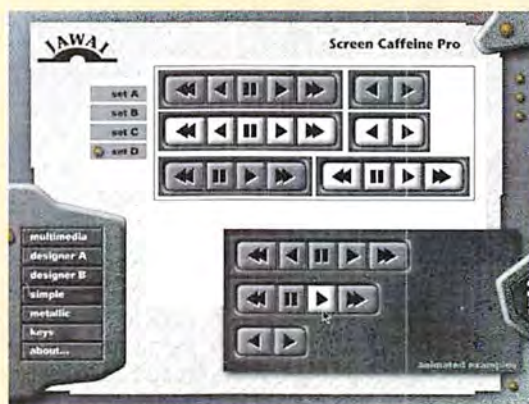 JAWAI
Screen Caffeine Pro
set A
set B
set C
set D
multimedia
designer A
designer B
simple
metallic
keys
about...
animated examples